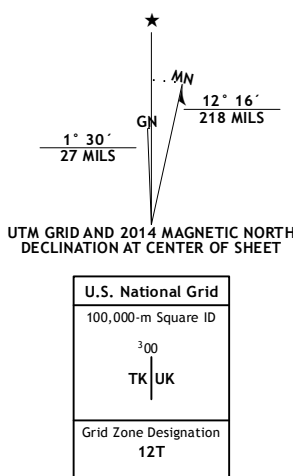 ★
MN
GN
12° 16´
218 MILS
1° 30´
27 MILS
UTM GRID AND 2014 MAGNETIC NORTH
DECLINATION AT CENTER OF SHEET
U.S. National Grid
100,000-m Square ID
³00
TK UK
Grid Zone Designation
12T